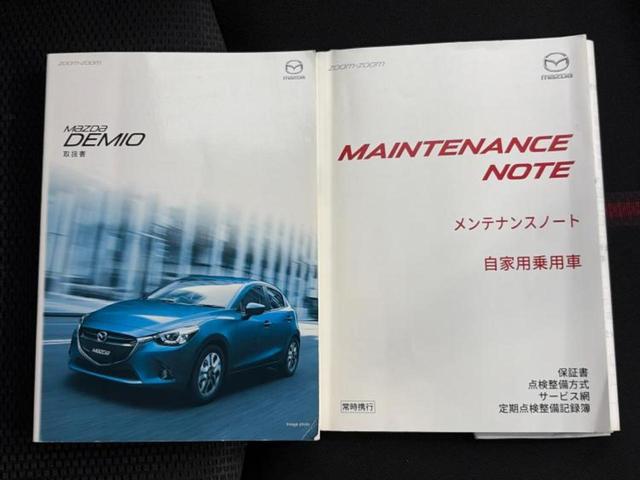 zoom-zoom
mazda
mazda
DEMIO
取扱書
mazda
Image photo
zoom-zoom
mazda
MAINTENANCE
NOTE
メンテナンスノート
自家用乗用車
保証書
点検整備方式
サービス網
定期点検整備記録簿
常時携行